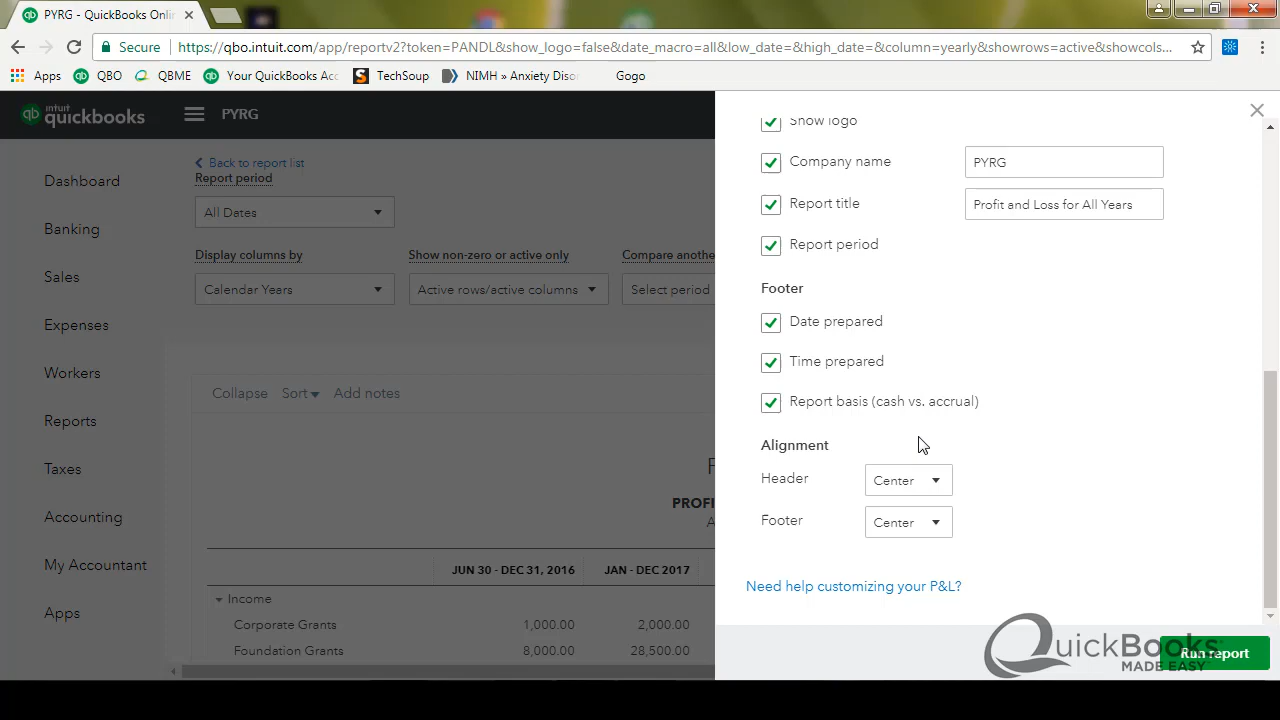 PYRG - QuickBooks Onli
Secure https://qbo.intuit.com/app/reportv2?token=PANDL&show_logo=false&date_macro=all&low_date=&high_date=&column=yearly&showrows=active&showcols...
Apps QBO QBME Your QuickBooks Acc TechSoup NIMH » Anxiety Disor Gogo
intuit quickbooks PYRG
Dashboard
Banking
Sales
Expenses
Workers
Reports
Taxes
Accounting
My Accountant
Apps
Back to report list
Report period
All Dates
Display columns by Show non-zero or active only Compare anothe
Calendar Years Active rows/active columns Select period
Collapse Sort Add notes
P
PROFI
A
JUN 30 - DEC 31, 2016 JAN - DEC 2017
Income
Corporate Grants 1,000.00 2,000.00
Foundation Grants 8,000.00 28,500.00
Show logo
Company name PYRG
Report title Profit and Loss for All Years
Report period
Footer
Date prepared
Time prepared
Report basis (cash vs. accrual)
Alignment
Header Center
Footer Center
Need help customizing your P&L?
Run report
QuickBooks
MADE EASY